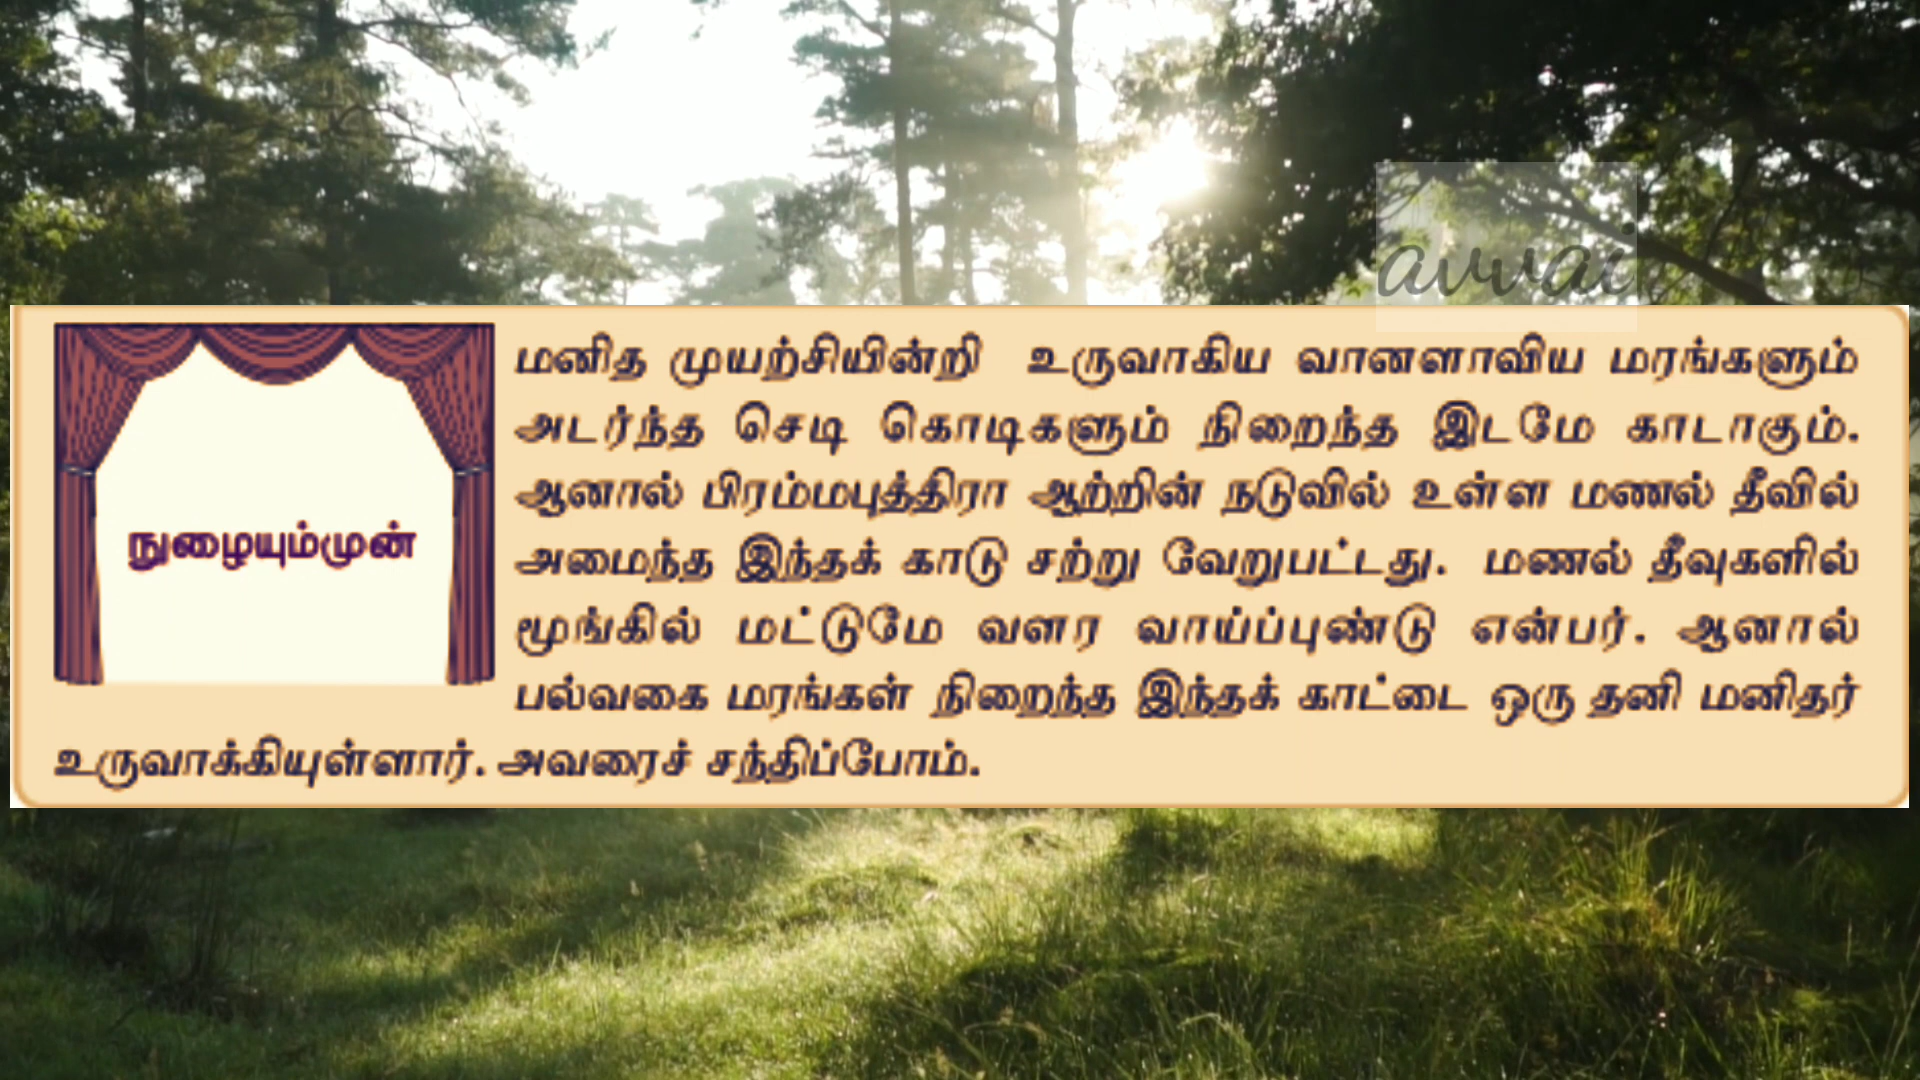 avvai
மனித முயற்சியின்றி உருவாகிய வானளாவிய மரங்களும்
அடர்ந்த செடி கொடிகளும் நிறைந்த இடமே காடாகும்.
ஆனால் பிரம்மபுத்திரா ஆற்றின் நடுவில் உள்ள மணல் தீவில்
நுழையும்முன்
அமைந்த இந்தக் காடு சற்று வேறுபட்டது. மணல் தீவுகளில்
மூங்கில் மட்டுமே வளர வாய்ப்புண்டு என்பர். ஆனால்
பல்வகை மரங்கள் நிறைந்த இந்தக் காட்டை ஒரு தனி மனிதர்
உருவாக்கியுள்ளார். அவரைச் சந்திப்போம்.